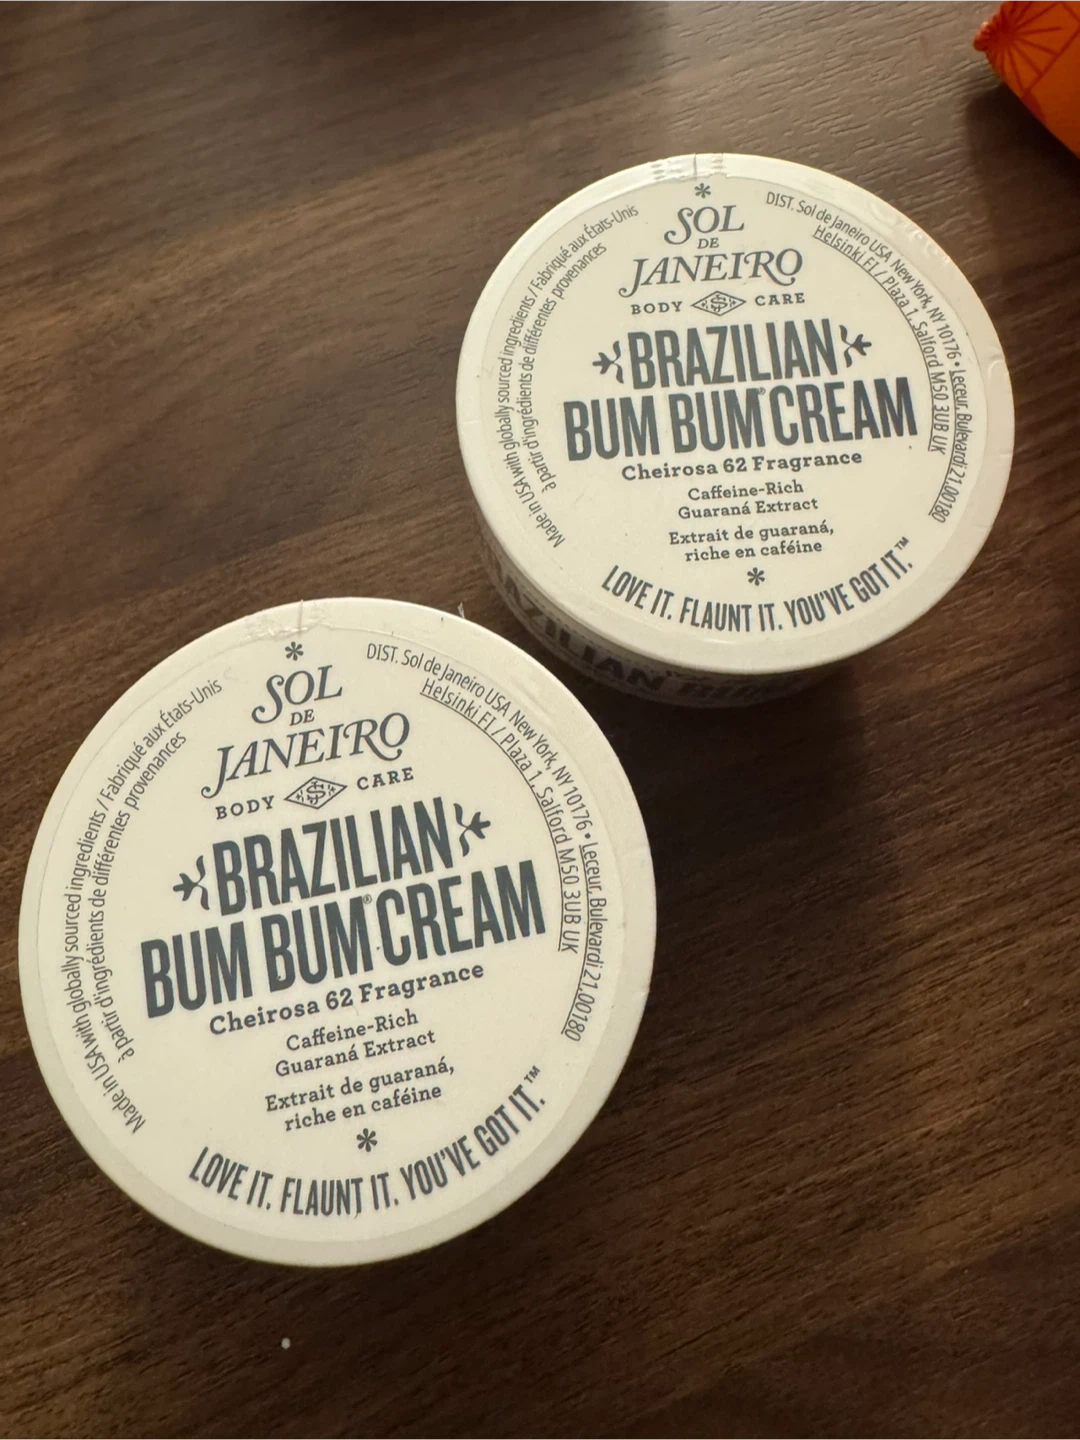 *
SOL
DE
JANEIRO
BODY CARE
BRAZILIAN
BUM BUM® CREAM
Cheirosa 62 Fragrance
Caffeine-Rich
Guaraná Extract
Extrait de guaraná,
riche en caféine
*
LOVE IT. FLAUNT IT. YOU'VE GOT IT.™
Made in USA with globally sourced ingredients / Fabriqué aux États-Unis
à partir d'ingrédients de différentes provenances
DIST. Sol de Janeiro USA New York, NY 10176 • Leceur, Bulevardi 21,00180
Helsinki FI / Plaza 1, Salford M50 3UB UK
BRAZILIAN BUM
*
SOL
DE
JANEIRO
BODY CARE
BRAZILIAN
BUM BUM® CREAM
Cheirosa 62 Fragrance
Caffeine-Rich
Guaraná Extract
Extrait de guaraná,
riche en caféine
*
LOVE IT. FLAUNT IT. YOU'VE GOT IT.™
Made in USA with globally sourced ingredients / Fabriqué aux États-Unis
à partir d'ingrédients de différentes provenances
DIST. Sol de Janeiro USA New York, NY 10176 • Leceur, Bulevardi 21,00180
Helsinki FI / Plaza 1, Salford M50 3UB UK